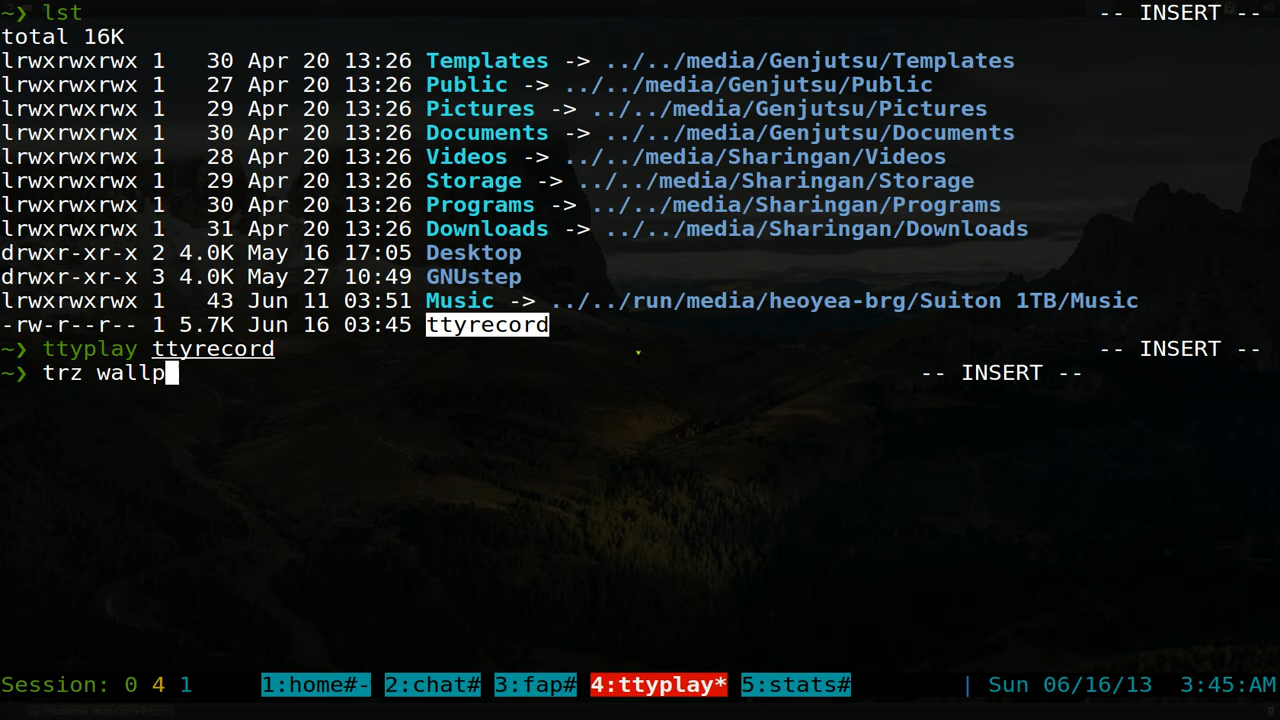 ~❯ lst -- INSERT --
total 16K
lrwxrwxrwx 1   30 Apr 20 13:26 Templates -> ../../media/Genjutsu/Templates
lrwxrwxrwx 1   27 Apr 20 13:26 Public -> ../../media/Genjutsu/Public
lrwxrwxrwx 1   29 Apr 20 13:26 Pictures -> ../../media/Genjutsu/Pictures
lrwxrwxrwx 1   30 Apr 20 13:26 Documents -> ../../media/Genjutsu/Documents
lrwxrwxrwx 1   28 Apr 20 13:26 Videos -> ../../media/Sharingan/Videos
lrwxrwxrwx 1   29 Apr 20 13:26 Storage -> ../../media/Sharingan/Storage
lrwxrwxrwx 1   30 Apr 20 13:26 Programs -> ../../media/Sharingan/Programs
lrwxrwxrwx 1   31 Apr 20 13:26 Downloads -> ../../media/Sharingan/Downloads
drwxr-xr-x 2 4.0K May 16 17:05 Desktop
drwxr-xr-x 3 4.0K May 27 10:49 GNUstep
lrwxrwxrwx 1   43 Jun 11 03:51 Music -> ../../run/media/heoyea-brg/Suiton 1TB/Music
-rw-r--r-- 1 5.7K Jun 16 03:45 ttyrecord
~❯ ttyplay ttyrecord -- INSERT --
~❯ trz wallp -- INSERT --
Session: 0 4 1 1:home#- 2:chat# 3:fap# 4:ttyplay* 5:stats# | Sun 06/16/13 3:45:AM